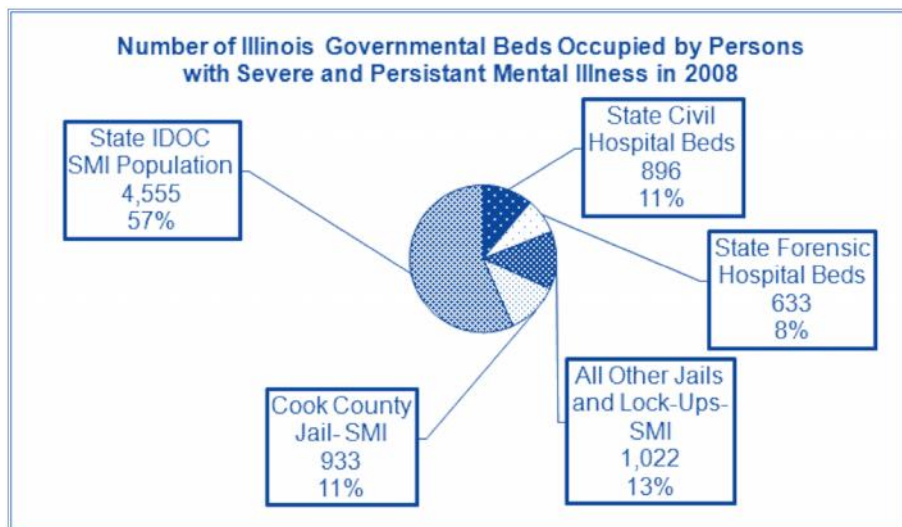 Number of Illinois Governmental Beds Occupied by Persons
with Severe and Persistant Mental Illness in 2008
State IDOC
SMI Population
4,555
57%
State Civil
Hospital Beds
896
11%
State Forensic
Hospital Beds
633
8%
Cook County
Jail- SMI
933
11%
All Other Jails
and Lock-Ups-
SMI
1,022
13%